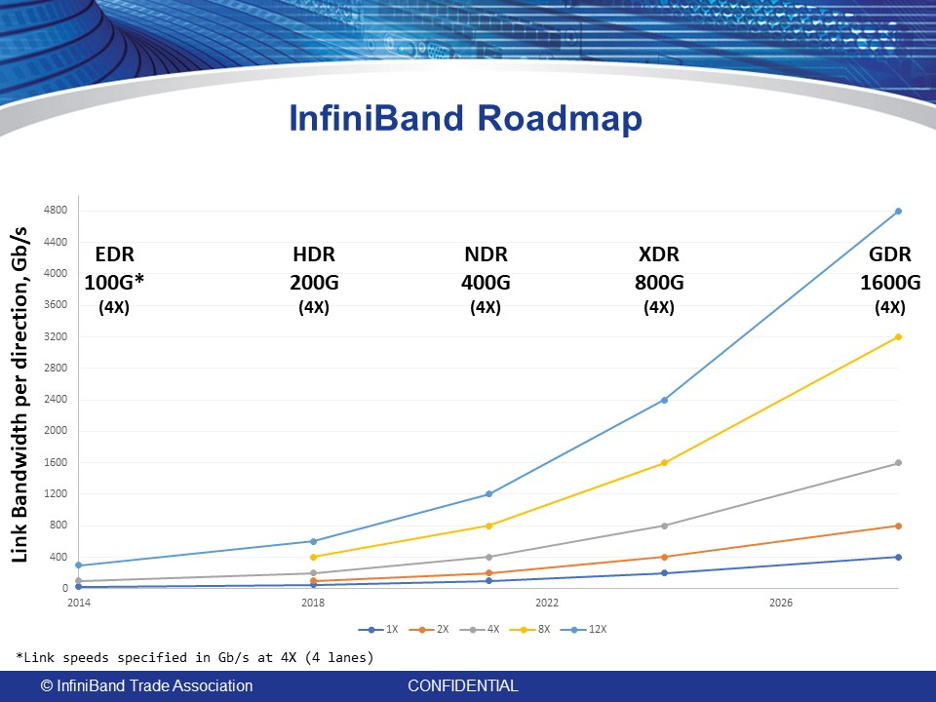 InfiniBand Roadmap
Link Bandwidth per direction, Gb/s
4800
4400
4000
3600
3200
2800
2400
2000
1600
1200
800
400
0
EDR
100G*
(4X)
HDR
200G
(4X)
NDR
400G
(4X)
XDR
800G
(4X)
GDR
1600G
(4X)
2014 2018 2022 2026
1X 2X 4X 8X 12X
*Link speeds specified in Gb/s at 4X (4 lanes)
© InfiniBand Trade Association CONFIDENTIAL